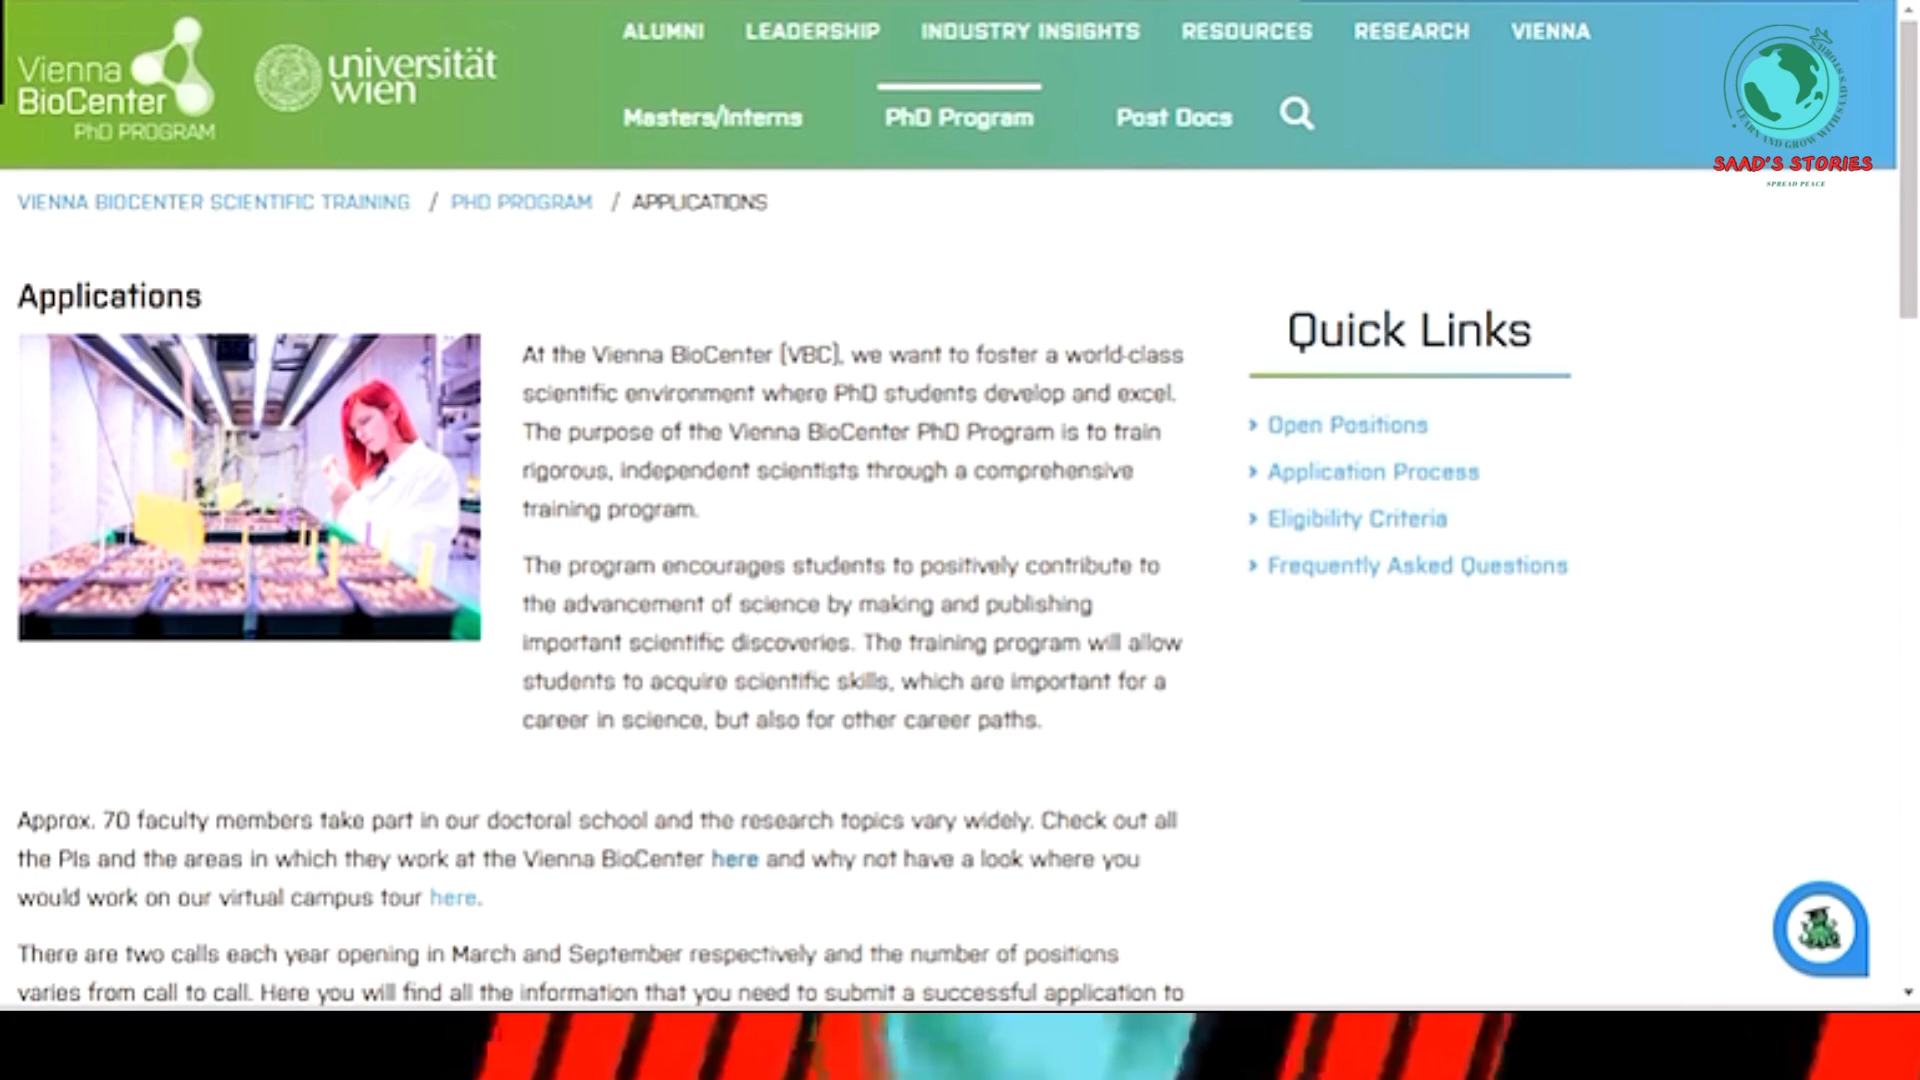 ALUMNI LEADERSHIP INDUSTRY INSIGHTS RESOURCES RESEARCH VIENNA
Vienna
BioCenter
PhD PROGRAM
universität
wien
Masters/Interns PhD Program Post Docs
LEARN AND GROW WITH SAAD'S STORIES
SAAD'S STORIES
SPREAD PEACE
VIENNA BIOCENTER SCIENTIFIC TRAINING / PHD PROGRAM / APPLICATIONS
Applications
At the Vienna BioCenter (VBC), we want to foster a world-class
scientific environment where PhD students develop and excel.
The purpose of the Vienna BioCenter PhD Program is to train
rigorous, independent scientists through a comprehensive
training program.
The program encourages students to positively contribute to
the advancement of science by making and publishing
important scientific discoveries. The training program will allow
students to acquire scientific skills, which are important for a
career in science, but also for other career paths.
Quick Links
Open Positions
Application Process
Eligibility Criteria
Frequently Asked Questions
Approx. 70 faculty members take part in our doctoral school and the research topics vary widely. Check out all
the PIs and the areas in which they work at the Vienna BioCenter here and why not have a look where you
would work on our virtual campus tour here.
There are two calls each year opening in March and September respectively and the number of positions
varies from call to call. Here you will find all the information that you need to submit a successful application to